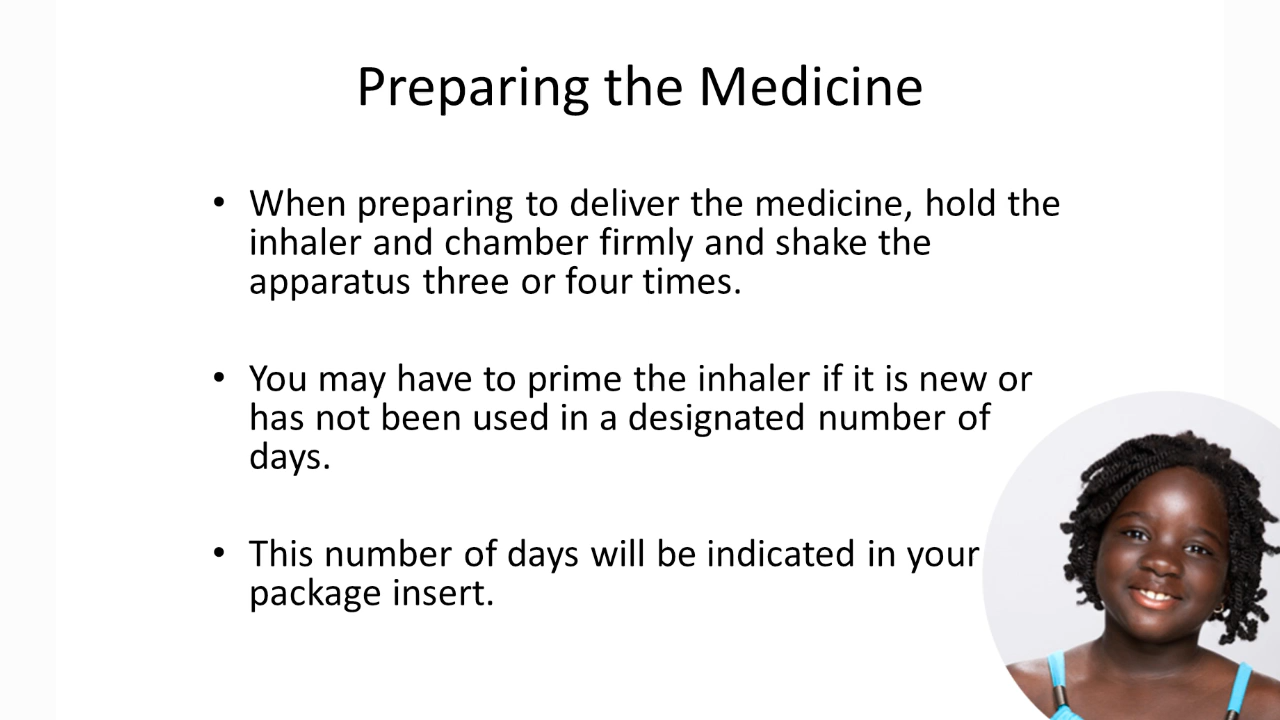 Preparing the Medicine
• When preparing to deliver the medicine, hold the
inhaler and chamber firmly and shake the
apparatus three or four times.
• You may have to prime the inhaler if it is new or
has not been used in a designated number of
days.
• This number of days will be indicated in your
package insert.